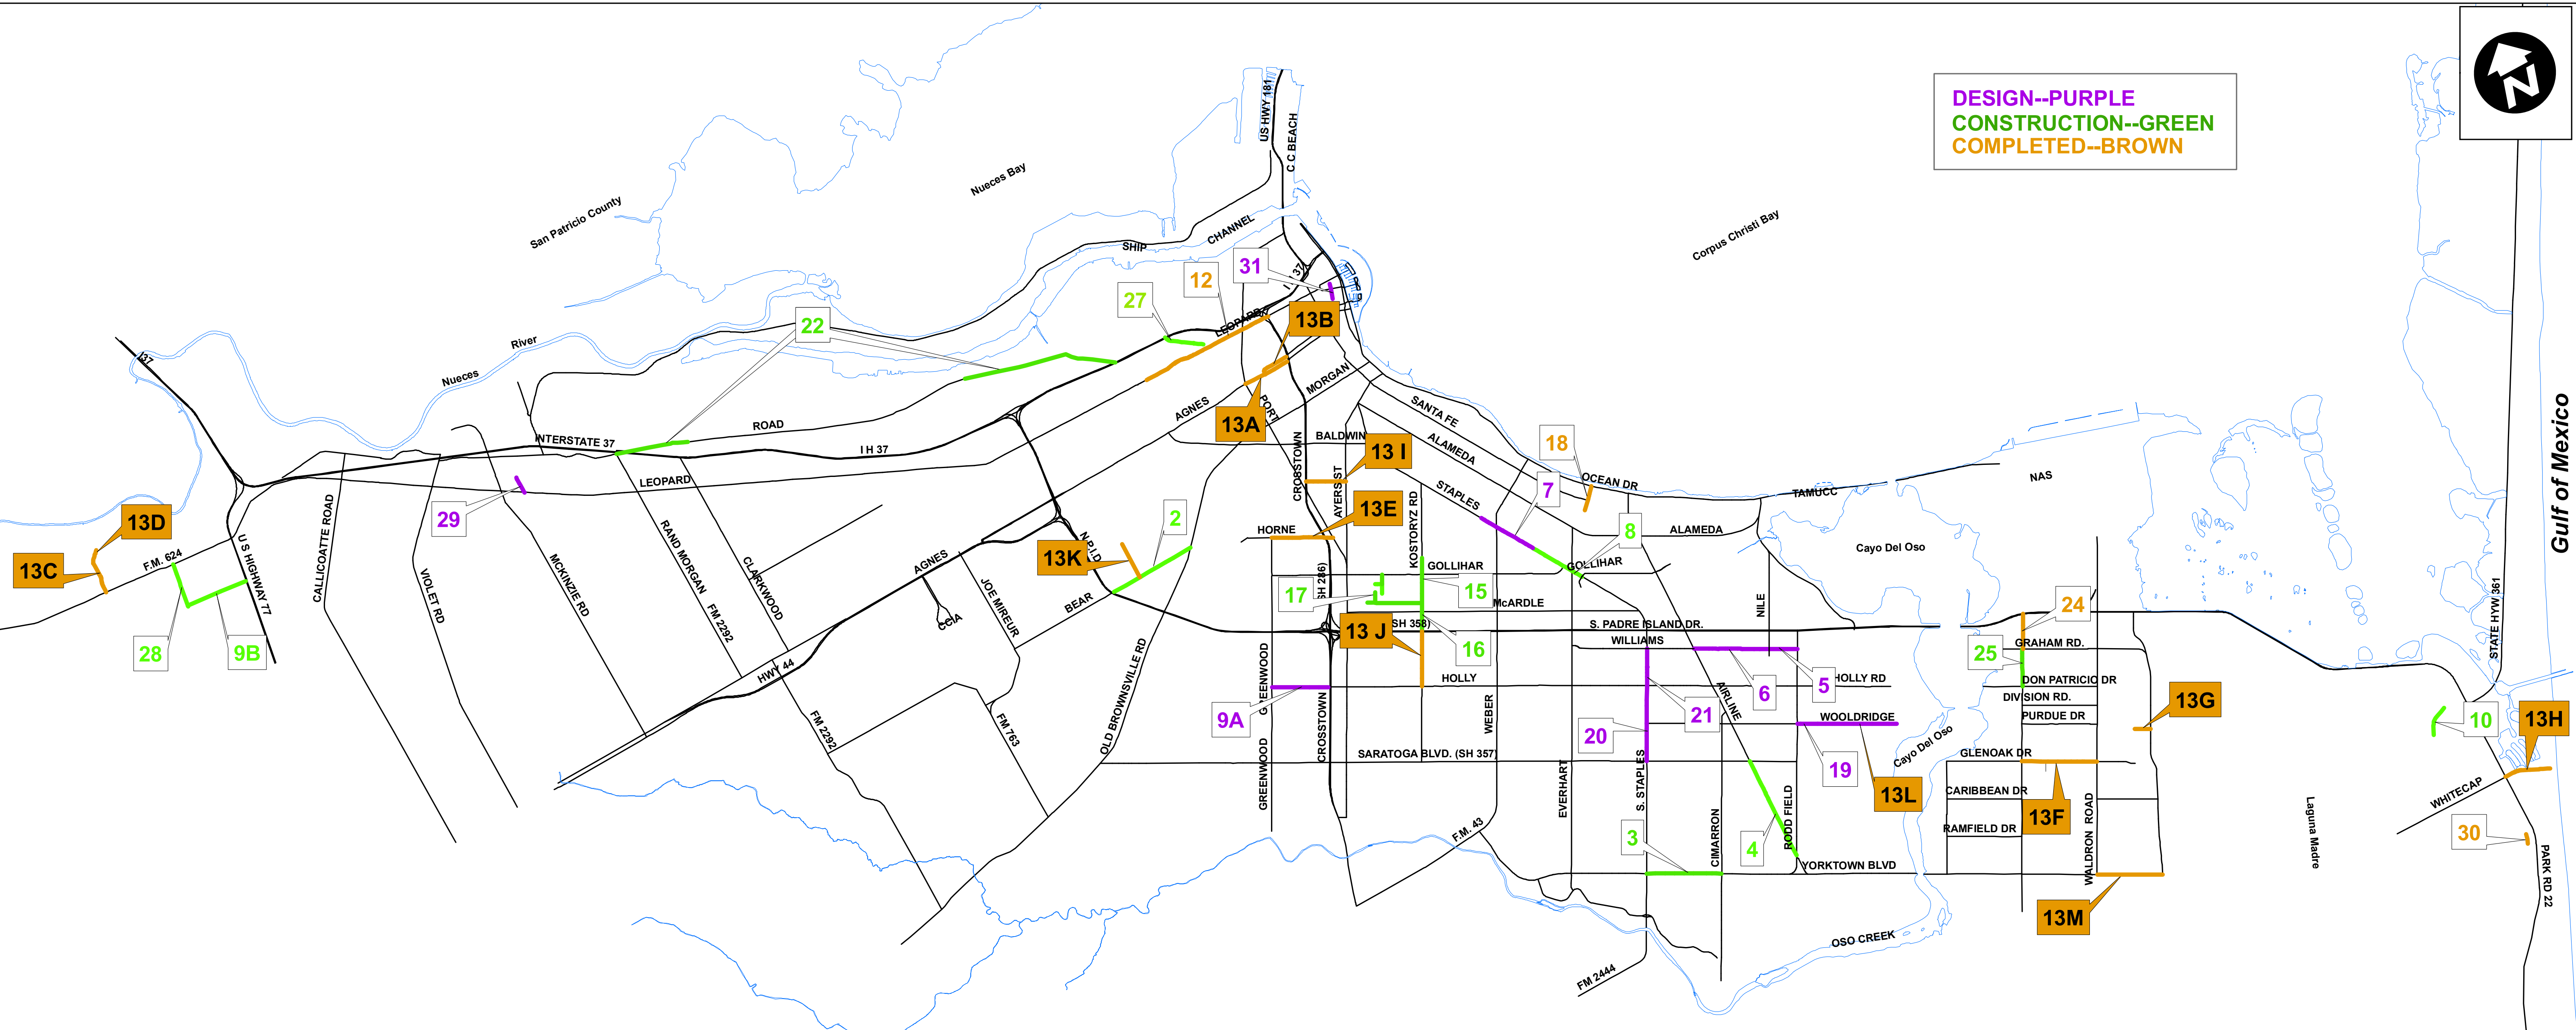 DESIGN--PURPLE
CONSTRUCTION--GREEN
COMPLETED--BROWN
N
US HWY 181
C C BEACH
Nueces Bay
San Patricio County
Corpus Christi Bay
SHIP
CHANNEL
31
12
27
22
13B
I 37
LEOPARD
River
Nueces
I37
Gulf of Mexico
MORGAN
AGNES
PORT
13A
SANTA FE
ALAMEDA
BALDWIN
13 I
18
ROAD
INTERSTATE 37
I H 37
LEOPARD
CROSSTOWN
AYERS ST
KOSTORYZ RD
STAPLES
7
OCEAN DR
TAMUCC
NAS
29
13D
13C
F.M. 624
U S HIGHWAY 77
CALLICOATTE ROAD
VIOLET RD
MCKINZIE RD
RAND MORGAN
FM 2292
CLARKWOOD
2
13E
HORNE
13K
N.P.I.D.
AGNES
JOE MIREUR
BEAR
CCIA
8
ALAMEDA
Cayo Del Oso
GOLLIHAR
GOLLIHAR
15
17
McARDLE
(SH 286)
(SH 358)
S. PADRE ISLAND DR.
WILLIAMS
NILE
24
GRAHAM RD.
25
STATE HYW 361
28
9B
13 J
16
HOLLY
HOLLY RD
DON PATRICIO DR
DIVISION RD.
PURDUE DR
13G
HWY 44
FM 2292
FM 763
OLD BROWNSVILLE RD
GREENWOOD
9A
CROSSTOWN
WEBER
20
21
6
5
AIRLINE
WOOLDRIDGE
10
13H
SARATOGA BLVD. (SH 357)
19
13L
Cayo Del Oso
GLENOAK DR
CARIBBEAN DR
13F
RAMFIELD DR
WALDRON ROAD
Laguna Madre
WHITECAP
30
PARK RD 22
GREENWOOD
EVERHART
S. STAPLES
CIMARRON
RODD FIELD
F.M. 43
3
4
YORKTOWN BLVD
13M
OSO CREEK
FM 2444